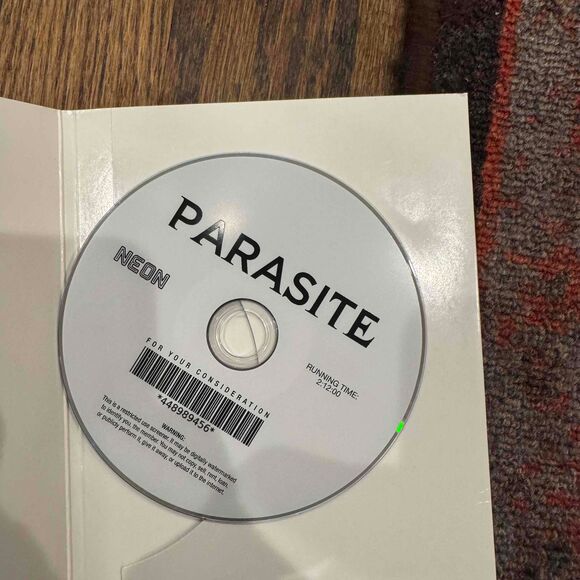 PARASITE
NEON
RUNNING TIME:
2:12:00
FOR YOUR CONSIDERATION
*448989456*
WARNING:
This is a restricted use screener. It may be digitally watermarked
to identify you, the member. You may not copy, sell, rent, loan,
or publicly perform it, give it away, or upload it to the internet.